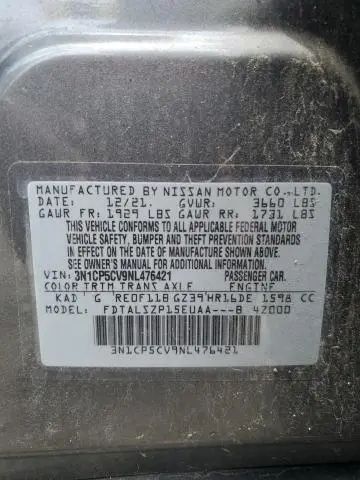 MANUFACTURED BY NISSAN MOTOR CO.,LTD.
DATE: 12/21. GVWR: 3660 LBS
GAWR FR: 1929 LBS GAWR RR: 1731 LBS
THIS VEHICLE CONFORMS TO ALL APPLICABLE FEDERAL MOTOR
VEHICLE SAFETY, BUMPER AND THEFT PREVENTION STANDARDS
IN EFFECT ON THE DATE OF MANUFACTURE SHOWN ABOVE.
SEE OWNER'S MANUAL FOR ADDITIONAL INFORMATION.
VIN: 3N1CP5CV9NL476421 PASSENGER CAR.
COLOR TRIM TRANS AXLE ENGINE
KAD G RE0F11B GZ39 HR16DE 1598 CC
MODEL: FDTALSZP15EUAA---B 42000
3N1CP5CV9NL476421